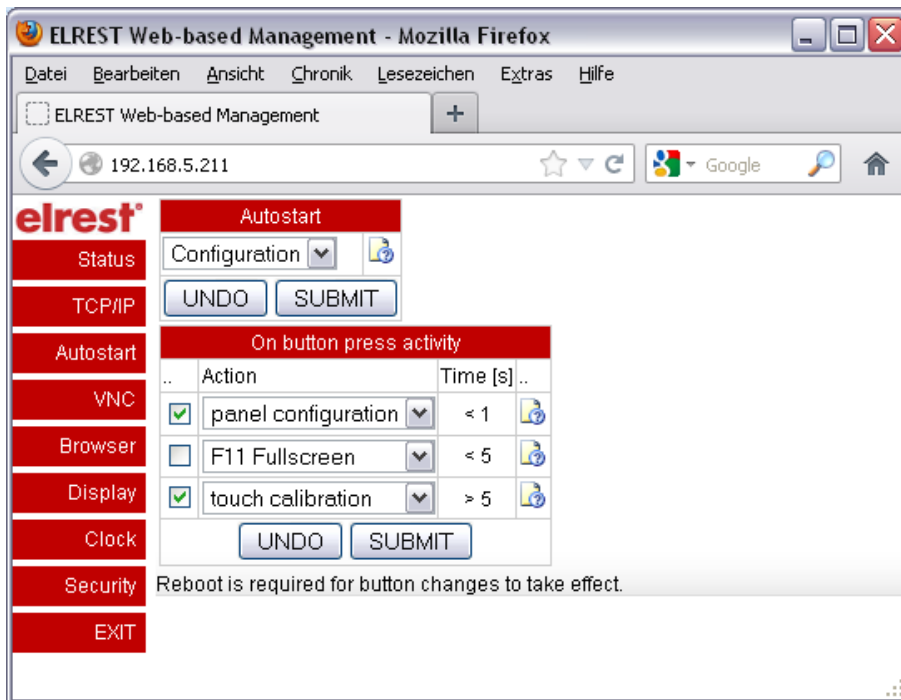 ELREST Web-based Management - Mozilla Firefox
Datei Bearbeiten Ansicht Chronik Lesezeichen Extras Hilfe
ELREST Web-based Management +
192.168.5.211 Google
elrest®
Autostart
Configuration
UNDO SUBMIT
Status
TCP/IP
Autostart
VNC
Browser
Display
Clock
Security
EXIT
On button press activity
.. Action Time [s] ..
panel configuration < 1
F11 Fullscreen < 5
touch calibration > 5
UNDO SUBMIT
Reboot is required for button changes to take effect.